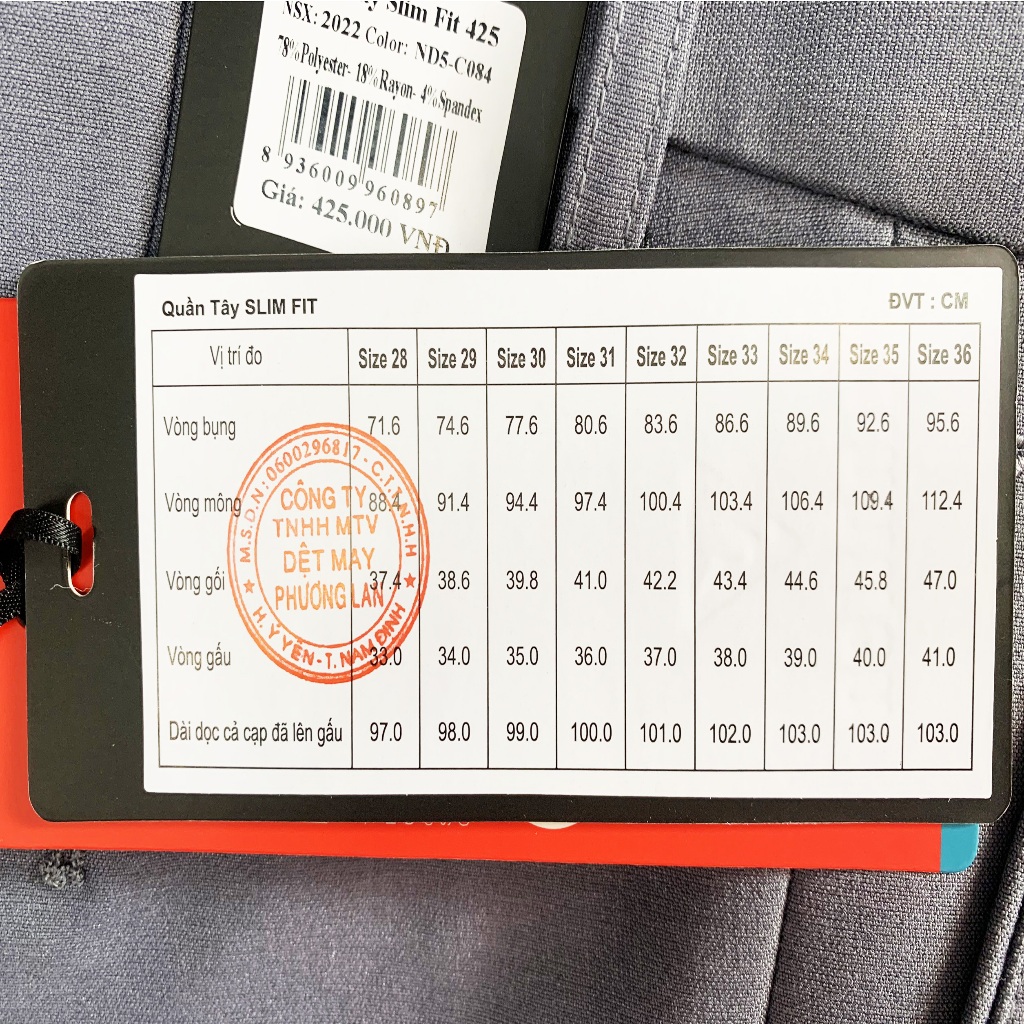 Slim Fit 425
NSX: 2022 Color: ND5-C084
78%Polyester- 18%Rayon- 4%Spandex
8 936009 960897
Giá: 425.000 VNĐ
Quần Tây SLIM FIT
ĐVT : CM
Vị trí đo Size 28 Size 29 Size 30 Size 31 Size 32 Size 33 Size 34 Size 35 Size 36
Vòng bụng 71.6 74.6 77.6 80.6 83.6 86.6 89.6 92.6 95.6
Vòng mông 88.4 91.4 94.4 97.4 100.4 103.4 106.4 109.4 112.4
Vòng gối 37.4 38.6 39.8 41.0 42.2 43.4 44.6 45.8 47.0
Vòng gấu 33.0 34.0 35.0 36.0 37.0 38.0 39.0 40.0 41.0
Dài dọc cả cạp đã lên gấu 97.0 98.0 99.0 100.0 101.0 102.0 103.0 103.0 103.0
M.S.D.N: 0600296817 - C.T.T.N.H.H
CÔNG TY
TNHH MTV
DỆT MAY
PHƯƠNG LAN
H. Ý YÊN - T. NAM ĐỊNH